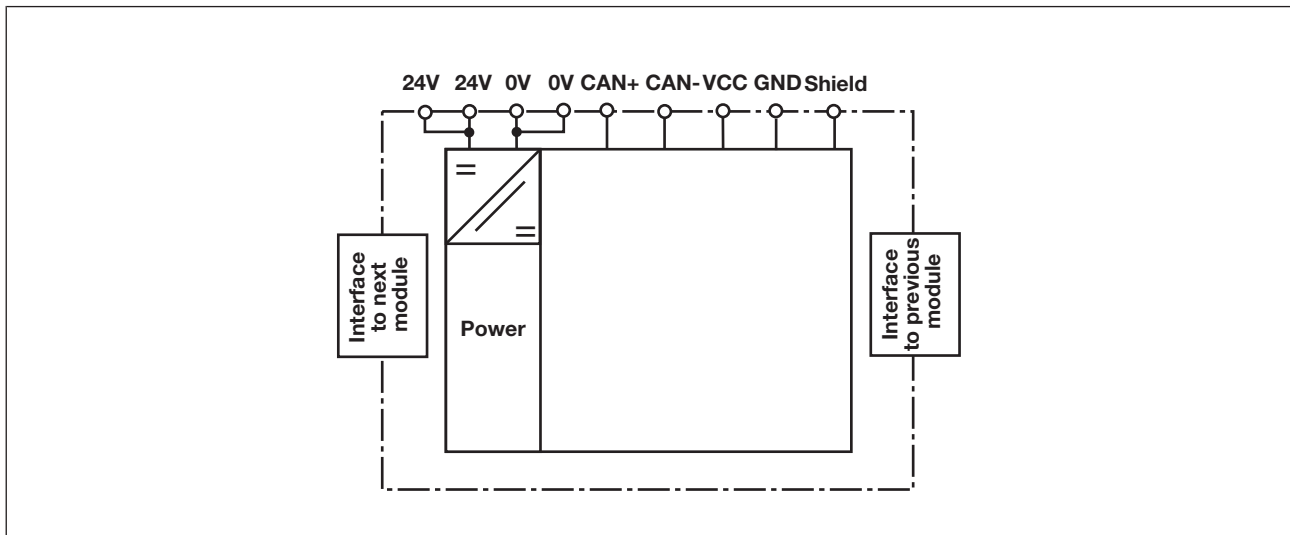 24V 24V 0V 0V CAN+ CAN- VCC GND Shield
Interface
to next
module
Power
Interface
to previous
module